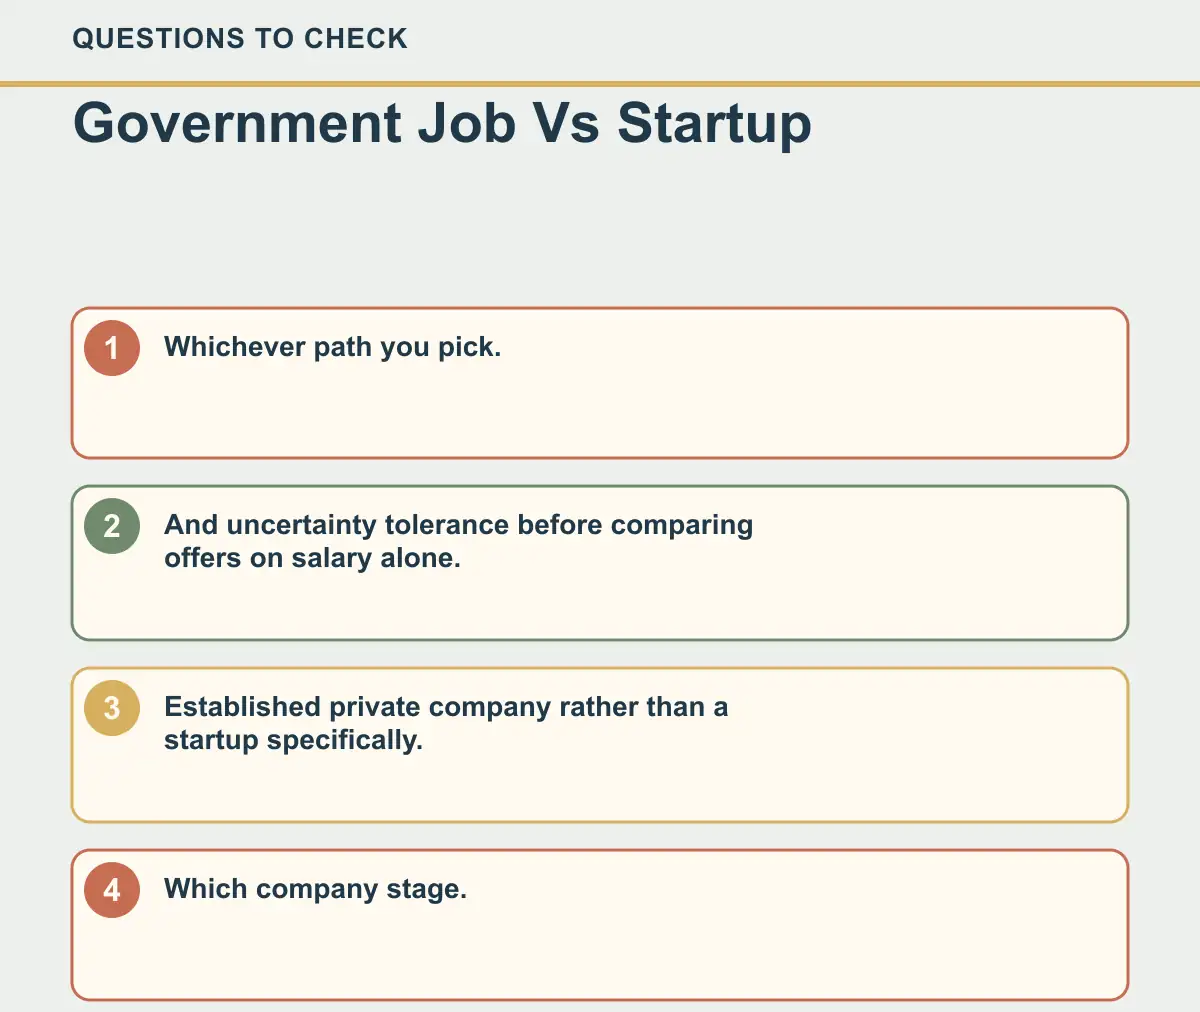 QUESTIONS TO CHECK
Government Job Vs Startup
1
Whichever path you pick.
2
And uncertainty tolerance before comparing
offers on salary alone.
3
Established private company rather than a
startup specifically.
4
Which company stage.